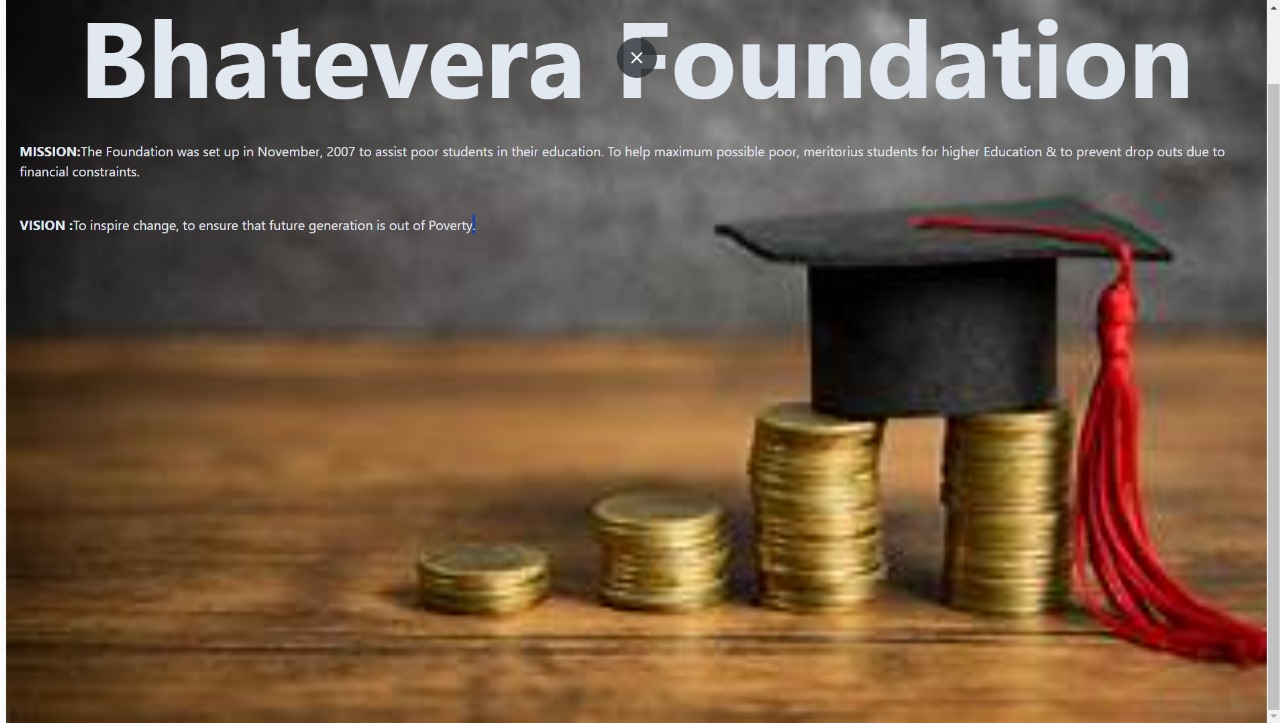 Bhatevera Foundation
MISSION:The Foundation was set up in November, 2007 to assist poor students in their education. To help maximum possible poor, meritorius students for higher Education & to prevent drop outs due to
financial constraints.
VISION :To inspire change, to ensure that future generation is out of Poverty.